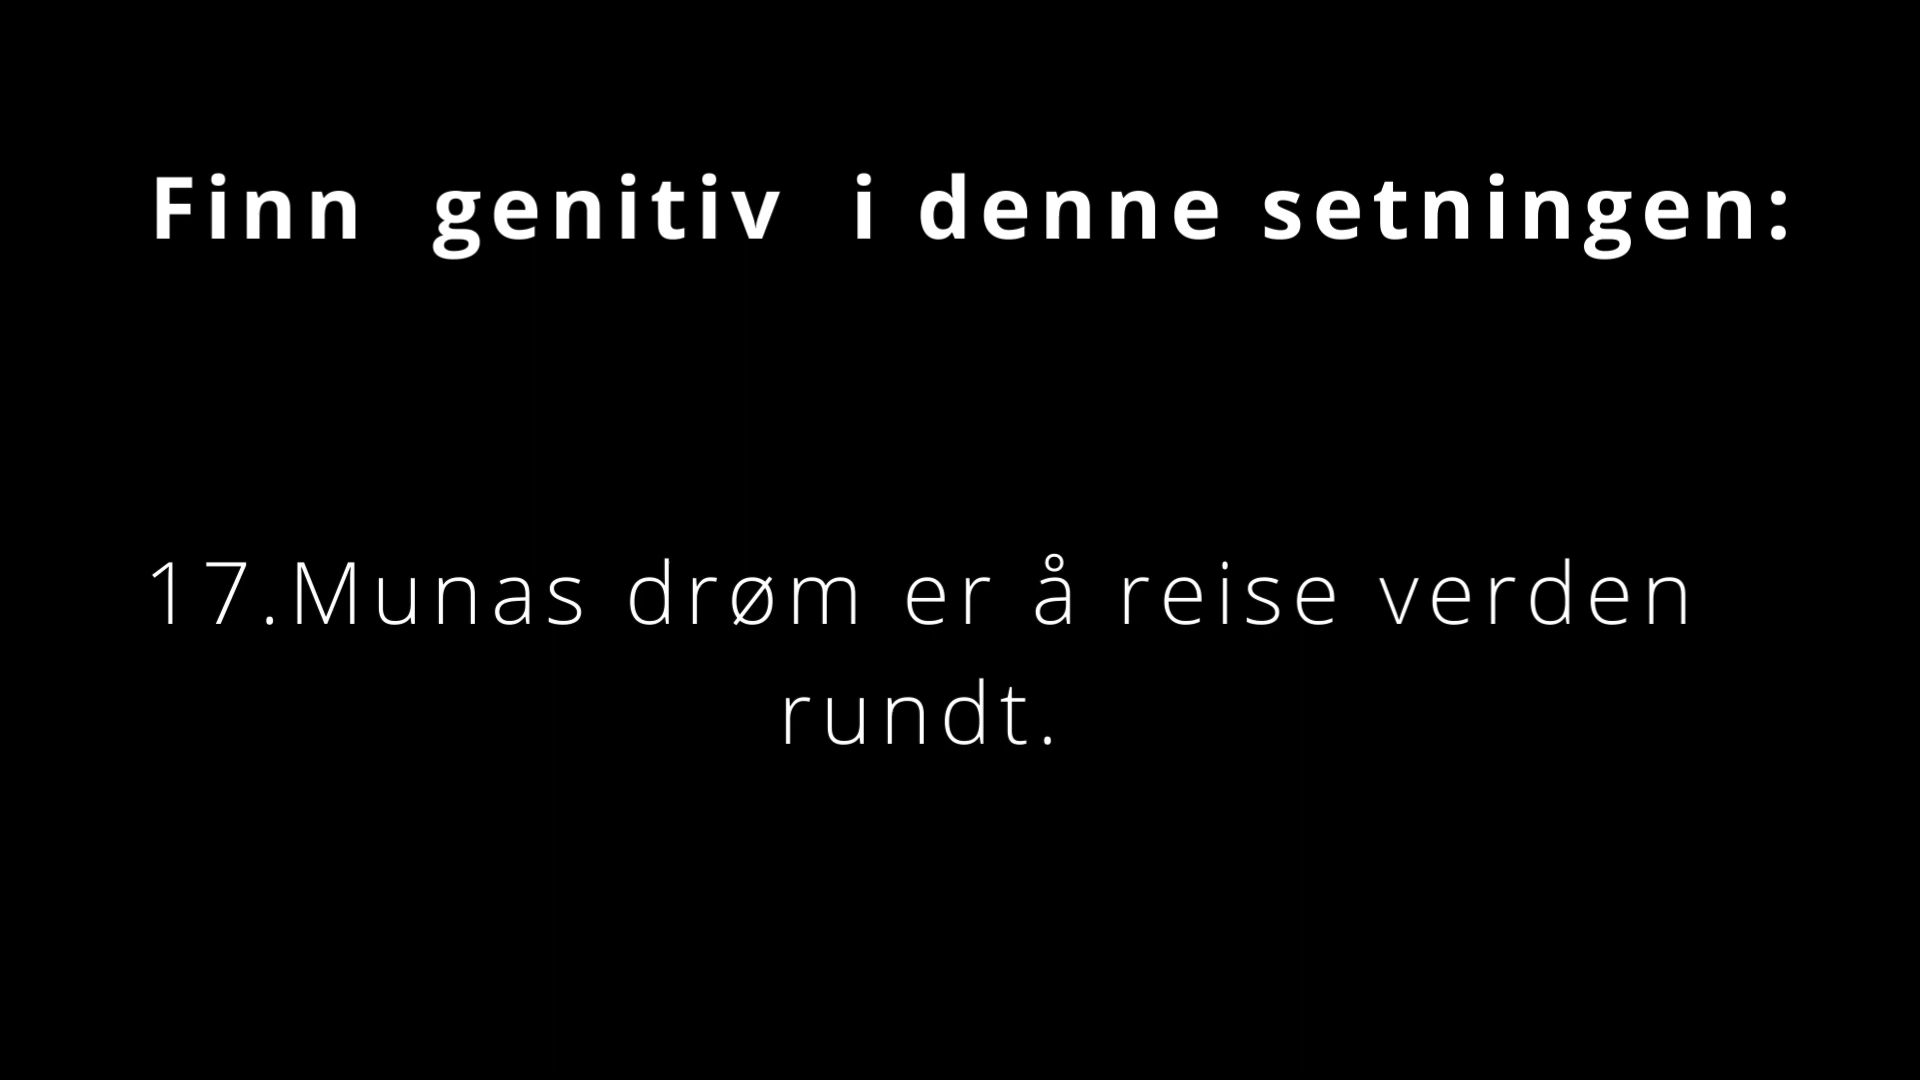 Finn genitiv i denne setningen:
17.Munas drøm er å reise verden
rundt.